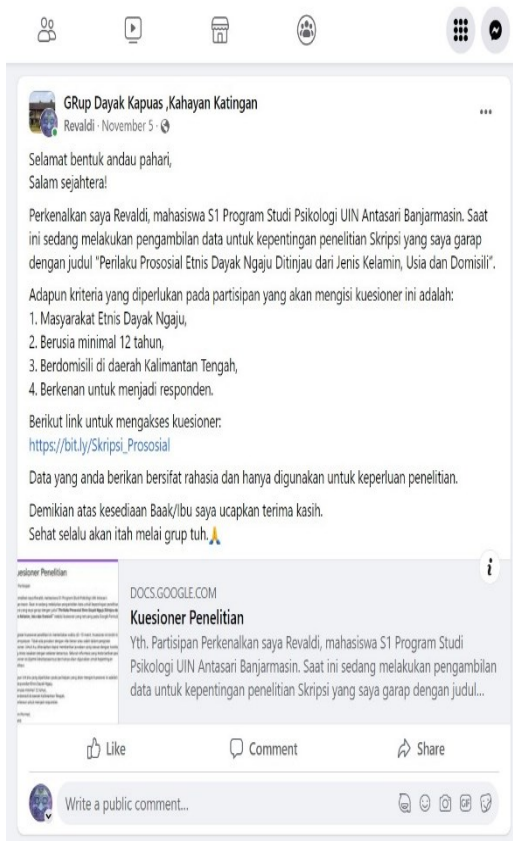 GRup Dayak Kapuas ,Kahayan Katingan
Revaldi · November 5 ·
Selamat bentuk andau pahari,
Salam sejahtera!
Perkenalkan saya Revaldi, mahasiswa S1 Program Studi Psikologi UIN Antasari Banjarmasin. Saat
ini sedang melakukan pengambilan data untuk kepentingan penelitian Skripsi yang saya garap
dengan judul "Perilaku Prososial Etnis Dayak Ngaju Ditinjau dari Jenis Kelamin, Usia dan Domisili".
Adapun kriteria yang diperlukan pada partisipan yang akan mengisi kuesioner ini adalah:
1. Masyarakat Etnis Dayak Ngaju,
2. Berusia minimal 12 tahun,
3. Berdomisili di daerah Kalimantan Tengah,
4. Berkenan untuk menjadi responden.
Berikut link untuk mengakses kuesioner:
https://bit.ly/Skripsi_Prososial
Data yang anda berikan bersifat rahasia dan hanya digunakan untuk keperluan penelitian.
Demikian atas kesediaan Baak/Ibu saya ucapkan terima kasih.
Sehat selalu akan itah melai grup tuh.🙏
uesioner Penelitian
DOCS.GOOGLE.COM
Kuesioner Penelitian
Yth. Partisipan Perkenalkan saya Revaldi, mahasiswa S1 Program Studi
Psikologi UIN Antasari Banjarmasin. Saat ini sedang melakukan pengambilan
data untuk kepentingan penelitian Skripsi yang saya garap dengan judul...
Like
Comment
Share
Write a public comment...
GIF